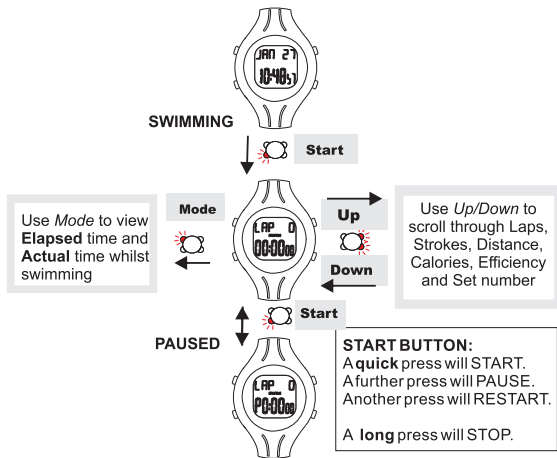 JAN 27
10:48 57
SWIMMING
Start
Mode
Up
Down
Use Mode to view
Elapsed time and
Actual time whilst
swimming
LAP 0
00:00 00
Use Up/Down to
scroll through Laps,
Strokes, Distance,
Calories, Efficiency
and Set number
Start
PAUSED
LAP 0
P0:00 00
START BUTTON:
A quick press will START.
A further press will PAUSE.
Another press will RESTART.
A long press will STOP.